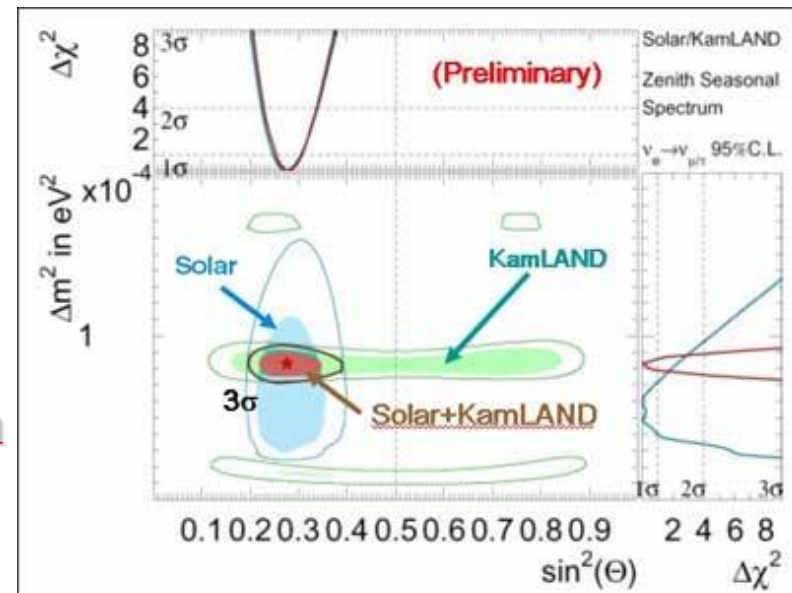 Δχ²
8
6
4
2
3σ
2σ
1σ
(Preliminary)
Solar/KamLAND
Zenith Seasonal
Spectrum
νₑ→ν_μ/τ 95%C.L.
x10⁻⁴
Δm² in eV²
1
Solar
KamLAND
3σ
Solar+KamLAND
1σ 2σ 3σ
0.1 0.2 0.3 0.4 0.5 0.6 0.7 0.8 0.9
2 4 6 8
sin²(Θ)
Δχ²